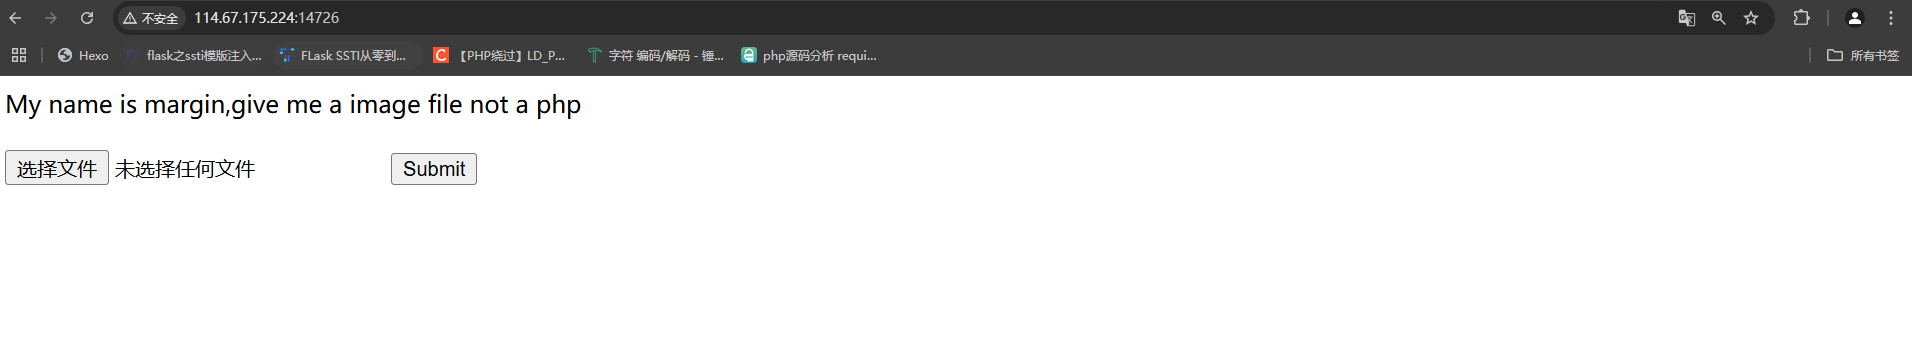 不安全 114.67.175.224:14726
Hexo flask之ssti模版注入... FLask SSTI从零到... 【PHP绕过】LD_P... 字符 编码/解码 - 锤... php源码分析 requi... 所有书签
My name is margin,give me a image file not a php
选择文件 未选择任何文件 Submit